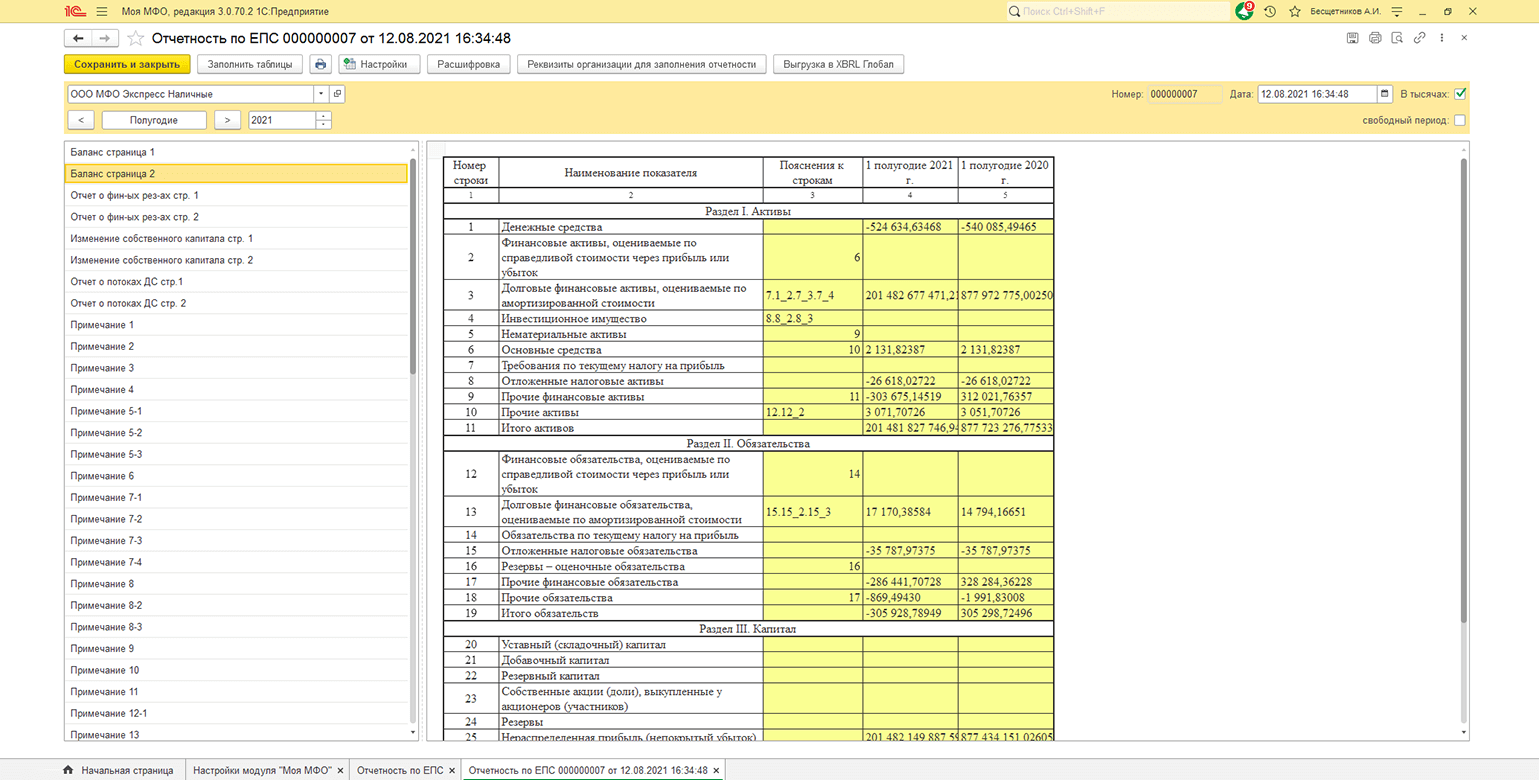 1С Моя МФО, редакция 3.0.70.2 1С:Предприятие Поиск Ctrl+Shift+F 9 Бесщетников А.И.
Отчетность по ЕПС 000000007 от 12.08.2021 16:34:48
Сохранить и закрыть Заполнить таблицы Настройки Расшифровка Реквизиты организации для заполнения отчетности Выгрузка в XBRL Глобал
ООО МФО Экспресс Наличные Номер: 000000007 Дата: 12.08.2021 16:34:48 В тысячах:
< Полугодие > 2021 свободный период:
Баланс страница 1
Баланс страница 2
Отчет о фин-ых рез-ах стр. 1
Отчет о фин-ых рез-ах стр. 2
Изменение собственного капитала стр. 1
Изменение собственного капитала стр. 2
Отчет о потоках ДС стр.1
Отчет о потоках ДС стр. 2
Примечание 1
Примечание 2
Примечание 3
Примечание 4
Примечание 5-1
Примечание 5-2
Примечание 5-3
Примечание 6
Примечание 7-1
Примечание 7-2
Примечание 7-3
Примечание 7-4
Примечание 8
Примечание 8-2
Примечание 8-3
Примечание 9
Примечание 10
Примечание 11
Примечание 12-1
Примечание 13
Номер Пояснения к 1 полугодие 2021 1 полугодие 2020
строки Наименование показателя строкам г. г.
1 2 3 4 5
Раздел I. Активы
1 Денежные средства -524 634,63468 -540 085,49465
Финансовые активы, оцениваемые по
2 справедливой стоимости через прибыль или 6
убыток
3 Долговые финансовые активы, оцениваемые по 7.1_2.7_3.7_4 201 482 677 471,21 877 972 775,00250
амортизированной стоимости
4 Инвестиционное имущество 8.8_2.8_3
5 Нематериальные активы 9
6 Основные средства 10 2 131,82387 2 131,82387
7 Требования по текущему налогу на прибыль
8 Отложенные налоговые активы -26 618,02722 -26 618,02722
9 Прочие финансовые активы 11 -303 675,14519 312 021,76357
10 Прочие активы 12.12_2 3 071,70726 3 051,70726
11 Итого активов 201 481 827 746,94 877 723 276,77533
Раздел II. Обязательства
Финансовые обязательства, оцениваемые по
12 справедливой стоимости через прибыль или 14
убыток
13 Долговые финансовые обязательства, 15.15_2.15_3 17 170,38584 14 794,16651
оцениваемые по амортизированной стоимости
14 Обязательства по текущему налогу на прибыль
15 Отложенные налоговые обязательства -35 787,97375 -35 787,97375
16 Резервы – оценочные обязательства 16
17 Прочие финансовые обязательства -286 441,70728 328 284,36228
18 Прочие обязательства 17 -869,49430 -1 991,83008
19 Итого обязательств -305 928,78949 305 298,72496
Раздел III. Капитал
20 Уставный (складочный) капитал
21 Добавочный капитал
22 Резервный капитал
23 Собственные акции (доли), выкупленные у
акционеров (участников)
24 Резервы
25 Нераспределенная прибыль (непокрытый убыток) 201 482 149 887,59 877 434 151,02605
Начальная страница Настройки модуля "Моя МФО" × Отчетность по ЕПС × Отчетность по ЕПС 000000007 от 12.08.2021 16:34:48 ×